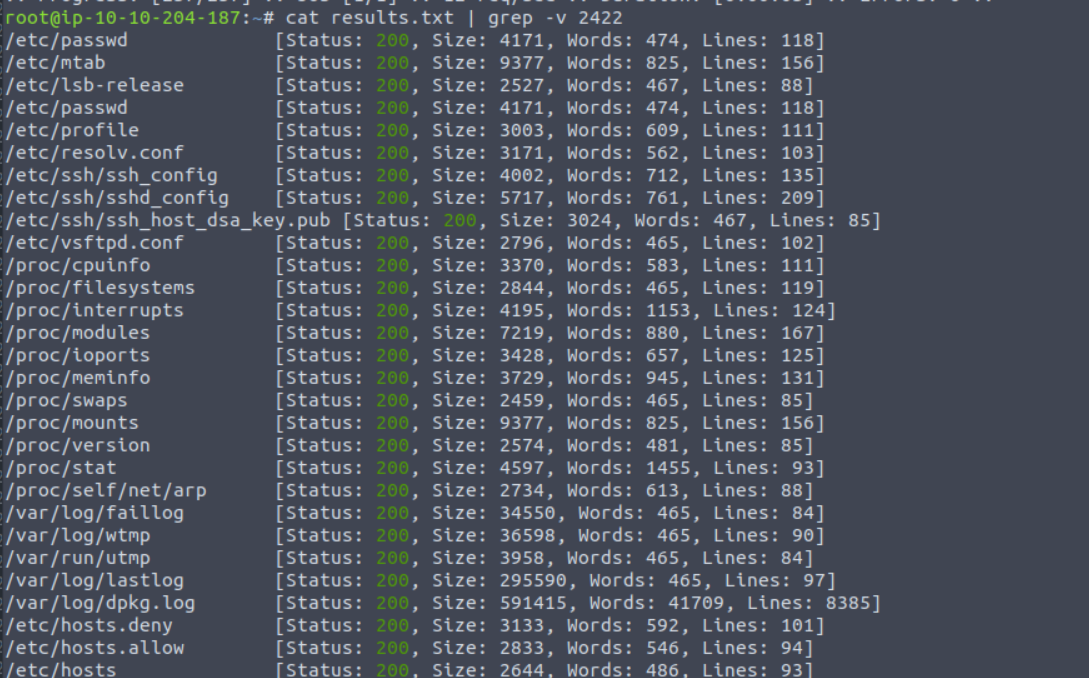 root@ip-10-10-204-187:~# cat results.txt | grep -v 2422
/etc/passwd [Status: 200, Size: 4171, Words: 474, Lines: 118]
/etc/mtab [Status: 200, Size: 9377, Words: 825, Lines: 156]
/etc/lsb-release [Status: 200, Size: 2527, Words: 467, Lines: 88]
/etc/passwd [Status: 200, Size: 4171, Words: 474, Lines: 118]
/etc/profile [Status: 200, Size: 3003, Words: 609, Lines: 111]
/etc/resolv.conf [Status: 200, Size: 3171, Words: 562, Lines: 103]
/etc/ssh/ssh_config [Status: 200, Size: 4002, Words: 712, Lines: 135]
/etc/ssh/sshd_config [Status: 200, Size: 5717, Words: 761, Lines: 209]
/etc/ssh/ssh_host_dsa_key.pub [Status: 200, Size: 3024, Words: 467, Lines: 85]
/etc/vsftpd.conf [Status: 200, Size: 2796, Words: 465, Lines: 102]
/proc/cpuinfo [Status: 200, Size: 3370, Words: 583, Lines: 111]
/proc/filesystems [Status: 200, Size: 2844, Words: 465, Lines: 119]
/proc/interrupts [Status: 200, Size: 4195, Words: 1153, Lines: 124]
/proc/modules [Status: 200, Size: 7219, Words: 880, Lines: 167]
/proc/ioports [Status: 200, Size: 3428, Words: 657, Lines: 125]
/proc/meminfo [Status: 200, Size: 3729, Words: 945, Lines: 131]
/proc/swaps [Status: 200, Size: 2459, Words: 465, Lines: 85]
/proc/mounts [Status: 200, Size: 9377, Words: 825, Lines: 156]
/proc/version [Status: 200, Size: 2574, Words: 481, Lines: 85]
/proc/stat [Status: 200, Size: 4597, Words: 1455, Lines: 93]
/proc/self/net/arp [Status: 200, Size: 2734, Words: 613, Lines: 88]
/var/log/faillog [Status: 200, Size: 34550, Words: 465, Lines: 84]
/var/log/wtmp [Status: 200, Size: 36598, Words: 465, Lines: 90]
/var/run/utmp [Status: 200, Size: 3958, Words: 465, Lines: 84]
/var/log/lastlog [Status: 200, Size: 295590, Words: 465, Lines: 97]
/var/log/dpkg.log [Status: 200, Size: 591415, Words: 41709, Lines: 8385]
/etc/hosts.deny [Status: 200, Size: 3133, Words: 592, Lines: 101]
/etc/hosts.allow [Status: 200, Size: 2833, Words: 546, Lines: 94]
/etc/hosts [Status: 200, Size: 2644, Words: 486, Lines: 93]